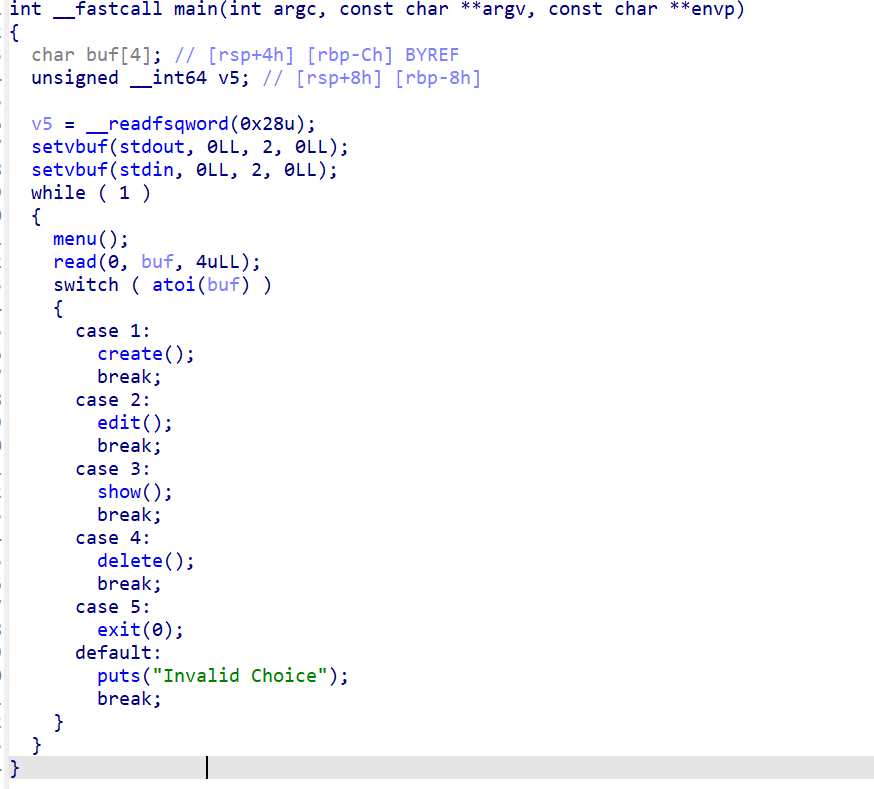 int __fastcall main(int argc, const char **argv, const char **envp)
{
  char buf[4]; // [rsp+4h] [rbp-Ch] BYREF
  unsigned __int64 v5; // [rsp+8h] [rbp-8h]

  v5 = __readfsqword(0x28u);
  setvbuf(stdout, 0LL, 2, 0LL);
  setvbuf(stdin, 0LL, 2, 0LL);
  while ( 1 )
  {
    menu();
    read(0, buf, 4uLL);
    switch ( atoi(buf) )
    {
      case 1:
        create();
        break;
      case 2:
        edit();
        break;
      case 3:
        show();
        break;
      case 4:
        delete();
        break;
      case 5:
        exit(0);
      default:
        puts("Invalid Choice");
        break;
    }
  }
}